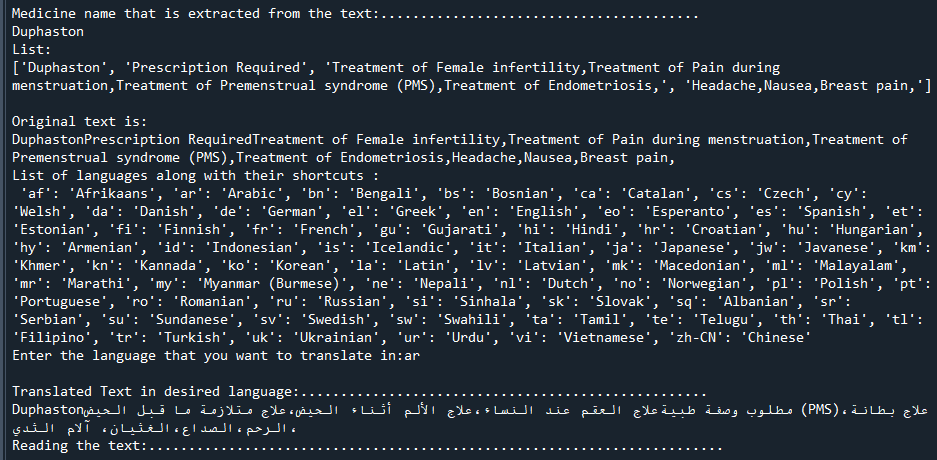 Medicine name that is extracted from the text:........................................
Duphaston
List:
['Duphaston', 'Prescription Required', 'Treatment of Female infertility,Treatment of Pain during
menstruation,Treatment of Premenstrual syndrome (PMS),Treatment of Endometriosis,', 'Headache,Nausea,Breast pain,']
Original text is:
DuphastonPrescription RequiredTreatment of Female infertility,Treatment of Pain during menstruation,Treatment of
Premenstrual syndrome (PMS),Treatment of Endometriosis,Headache,Nausea,Breast pain,
List of languages along with their shortcuts :
'af': 'Afrikaans', 'ar': 'Arabic', 'bn': 'Bengali', 'bs': 'Bosnian', 'ca': 'Catalan', 'cs': 'Czech', 'cy':
'Welsh', 'da': 'Danish', 'de': 'German', 'el': 'Greek', 'en': 'English', 'eo': 'Esperanto', 'es': 'Spanish', 'et':
'Estonian', 'fi': 'Finnish', 'fr': 'French', 'gu': 'Gujarati', 'hi': 'Hindi', 'hr': 'Croatian', 'hu': 'Hungarian',
'hy': 'Armenian', 'id': 'Indonesian', 'is': 'Icelandic', 'it': 'Italian', 'ja': 'Japanese', 'jw': 'Javanese', 'km':
'Khmer', 'kn': 'Kannada', 'ko': 'Korean', 'la': 'Latin', 'lv': 'Latvian', 'mk': 'Macedonian', 'ml': 'Malayalam',
'mr': 'Marathi', 'my': 'Myanmar (Burmese)', 'ne': 'Nepali', 'nl': 'Dutch', 'no': 'Norwegian', 'pl': 'Polish', 'pt':
'Portuguese', 'ro': 'Romanian', 'ru': 'Russian', 'si': 'Sinhala', 'sk': 'Slovak', 'sq': 'Albanian', 'sr':
'Serbian', 'su': 'Sundanese', 'sv': 'Swedish', 'sw': 'Swahili', 'ta': 'Tamil', 'te': 'Telugu', 'th': 'Thai', 'tl':
'Filipino', 'tr': 'Turkish', 'uk': 'Ukrainian', 'ur': 'Urdu', 'vi': 'Vietnamese', 'zh-CN': 'Chinese'
Enter the language that you want to translate in:ar
Translated Text in desired language:...................................................
Duphastonمطلوب وصفة طبيةعلاج العقم عند النساء،علاج الألم أثناء الحيض،علاج متلازمة ما قبل الحيض (PMS)،علاج بطانة
الرحم،الصداع،الغثيان، آلام الثدي،
Reading the text:........................................................................